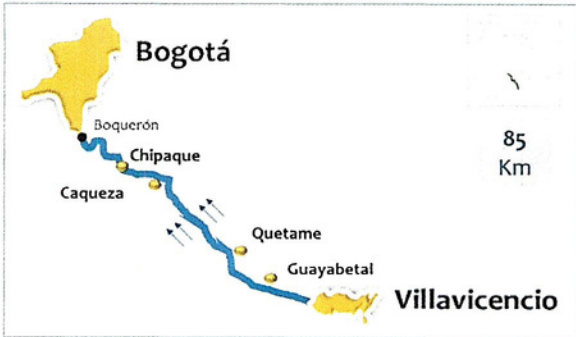 Bogotá
Boquerón
Chipaque
Caqueza
Quetame
Guayabetal
Villavicencio
85
Km